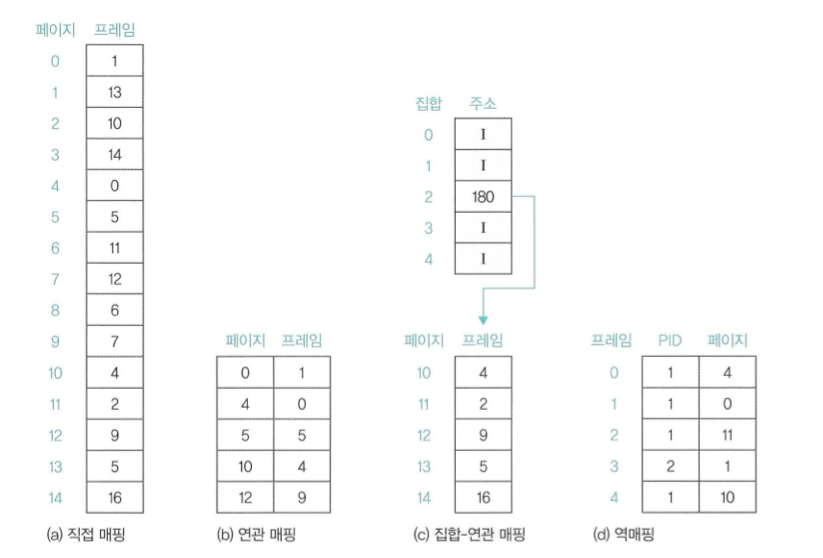 페이지 프레임
0 1
1 13
2 10
3 14
4 0
5 5
6 11
7 12
8 6
9 7
10 4
11 2
12 9
13 5
14 16
(a) 직접 매핑
페이지 프레임
0 1
4 0
5 5
10 4
12 9
(b) 연관 매핑
집합 주소
0 I
1 I
2 180
3 I
4 I
페이지 프레임
10 4
11 2
12 9
13 5
14 16
(c) 집합-연관 매핑
프레임 PID 페이지
0 1 4
1 1 0
2 1 11
3 2 1
4 1 10
(d) 역매핑